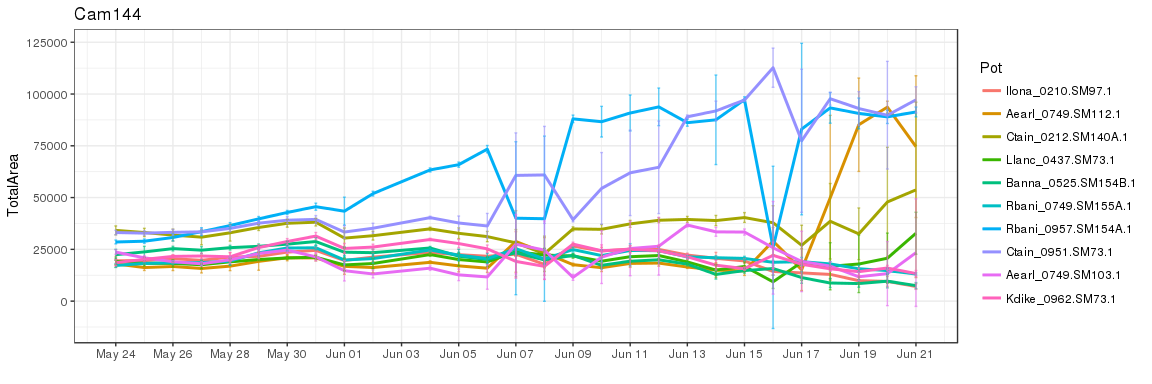 Cam144
TotalArea
125000
100000
75000
50000
25000
0
May 24 May 26 May 28 May 30 Jun 01 Jun 03 Jun 05 Jun 07 Jun 09 Jun 11 Jun 13 Jun 15 Jun 17 Jun 19 Jun 21
Pot
Ilona_0210.SM97.1
Aearl_0749.SM112.1
Ctain_0212.SM140A.1
Llanc_0437.SM73.1
Banna_0525.SM154B.1
Rbani_0749.SM155A.1
Rbani_0957.SM154A.1
Ctain_0951.SM73.1
Aearl_0749.SM103.1
Kdike_0962.SM73.1